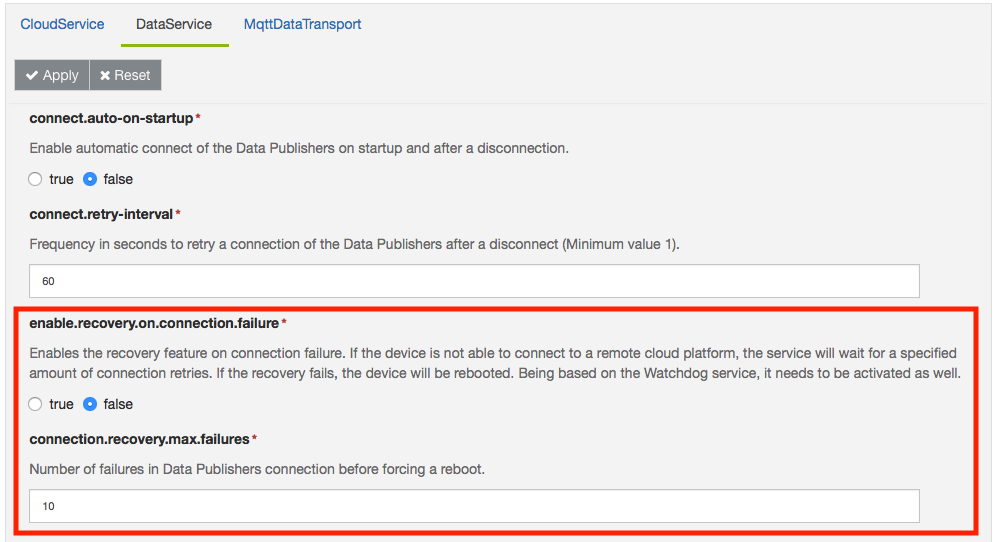 CloudService DataService MqttDataTransport
Apply Reset
connect.auto-on-startup*
Enable automatic connect of the Data Publishers on startup and after a disconnection.
true false
connect.retry-interval*
Frequency in seconds to retry a connection of the Data Publishers after a disconnect (Minimum value 1).
60
enable.recovery.on.connection.failure*
Enables the recovery feature on connection failure. If the device is not able to connect to a remote cloud platform, the service will wait for a specified
amount of connection retries. If the recovery fails, the device will be rebooted. Being based on the Watchdog service, it needs to be activated as well.
true false
connection.recovery.max.failures*
Number of failures in Data Publishers connection before forcing a reboot.
10